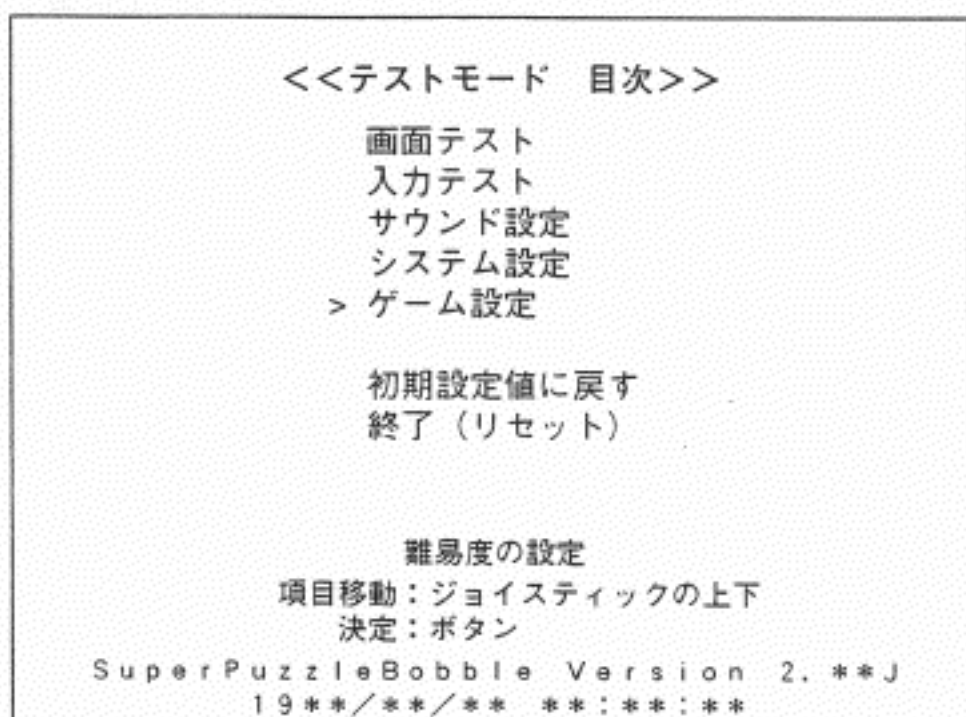 <<テストモード 目次>>
画面テスト
入力テスト
サウンド設定
システム設定
> ゲーム設定
初期設定値に戻す
終了(リセット)
難易度の設定
項目移動:ジョイスティックの上下
決定:ボタン
SuperPuzzleBobble Version 2.**J
19**/**/** **:**:**